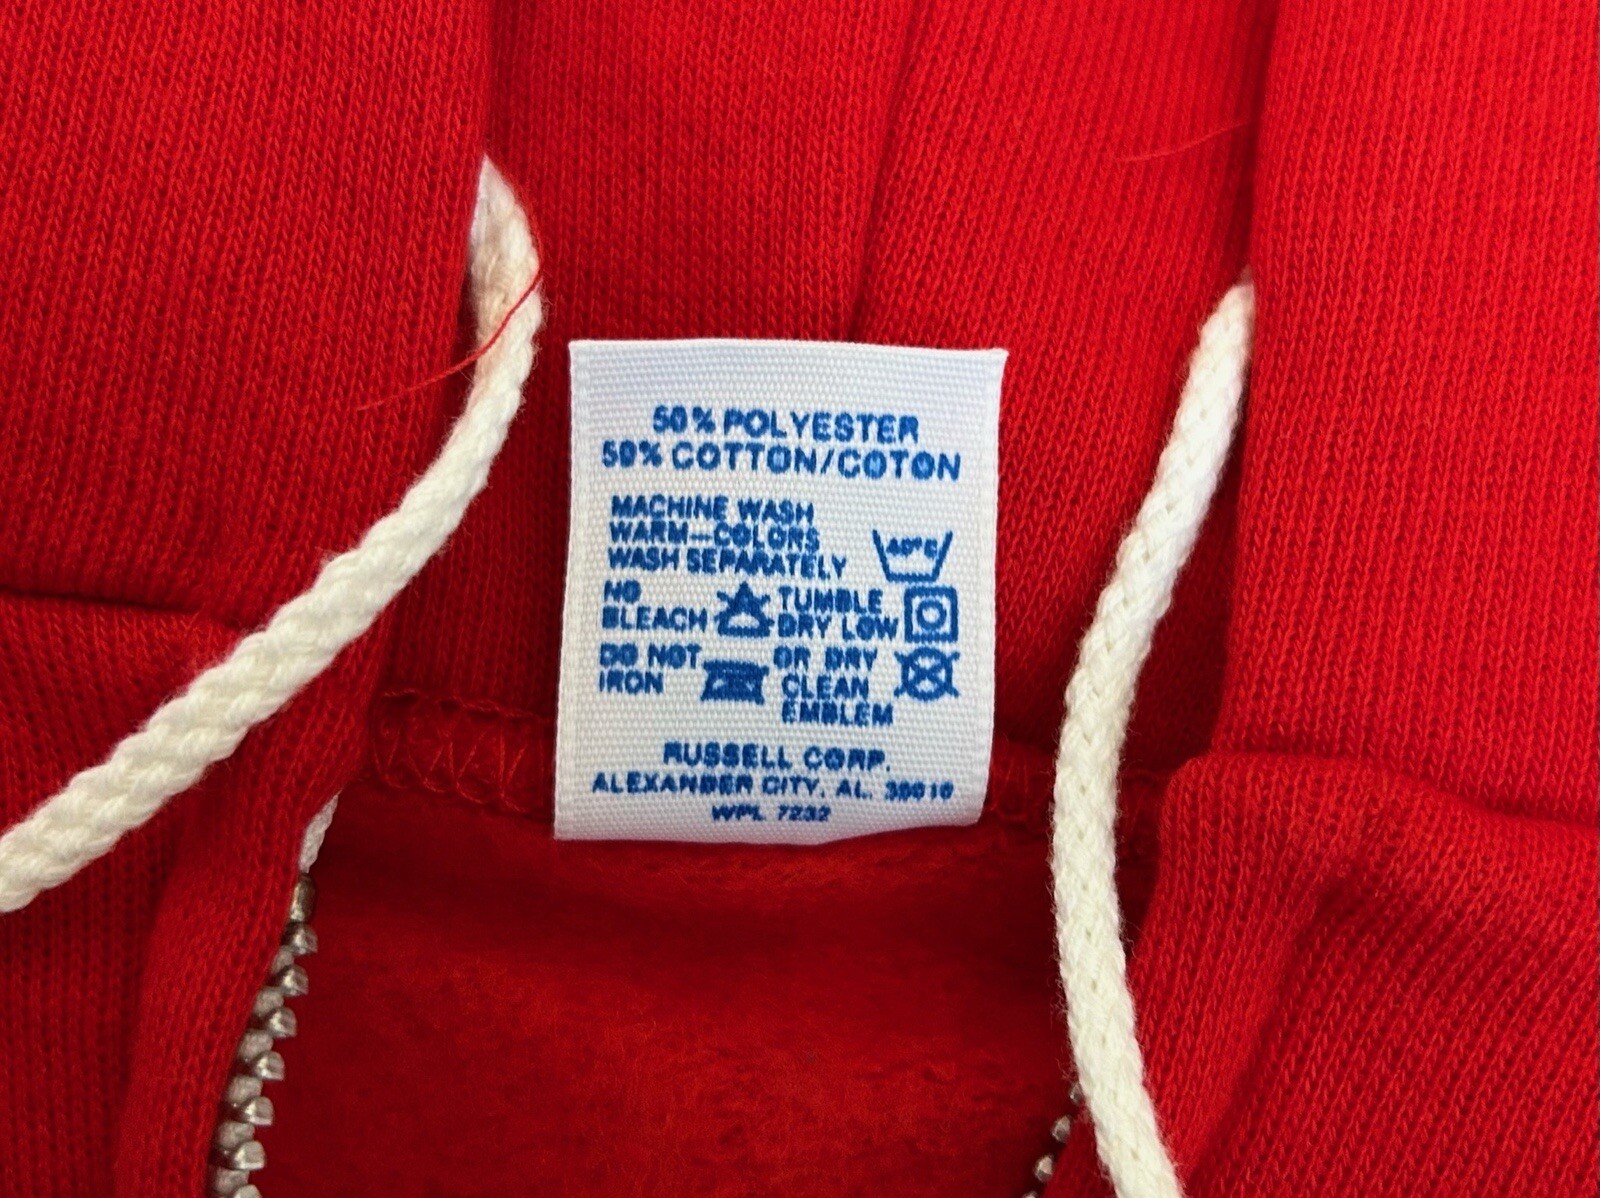 50% POLYESTER
50% COTTON/COTON
MACHINE WASH
WARM—COLORS
WASH SEPARATELY
40°C
NO
BLEACH
TUMBLE
DRY LOW
DO NOT
IRON
OR DRY
CLEAN
EMBLEM
RUSSELL CORP.
ALEXANDER CITY, AL. 35010
WPL 7232